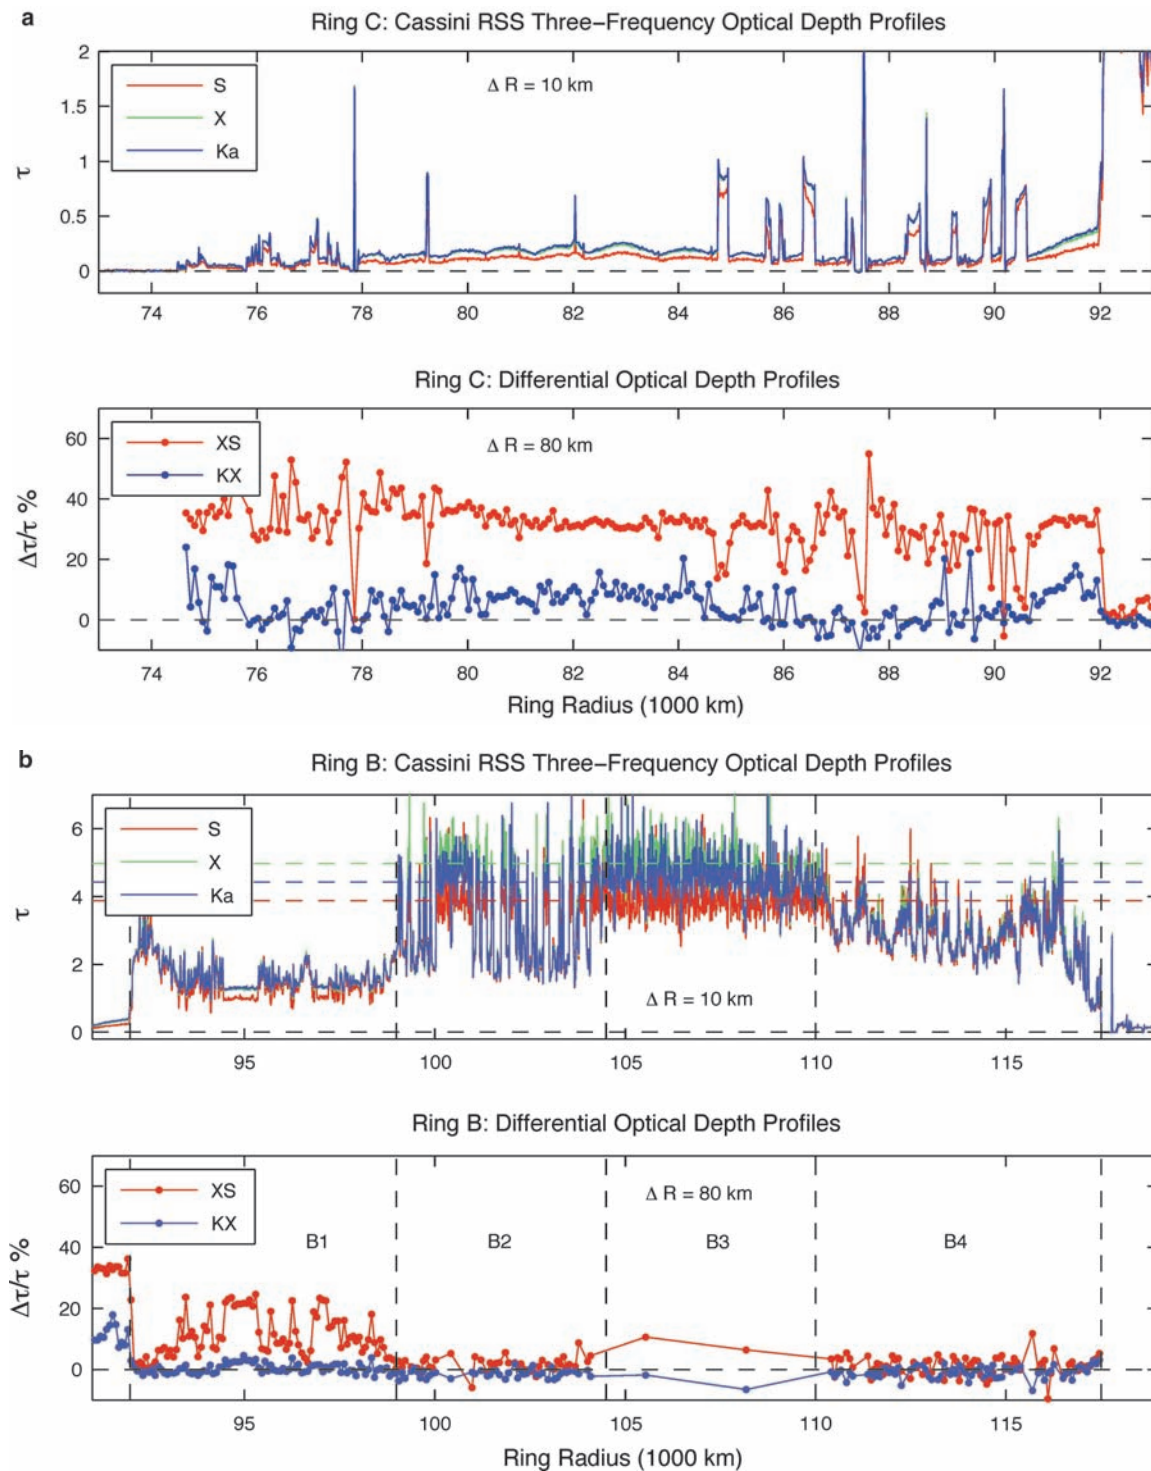 a
Ring C: Cassini RSS Three−Frequency Optical Depth Profiles
2
1.5
1
0.5
0
τ
S
X
Ka
Δ R = 10 km
74 76 78 80 82 84 86 88 90 92
Ring C: Differential Optical Depth Profiles
60
40
20
0
Δτ/τ %
XS
KX
Δ R = 80 km
74 76 78 80 82 84 86 88 90 92
Ring Radius (1000 km)
b
Ring B: Cassini RSS Three−Frequency Optical Depth Profiles
6
4
2
0
τ
S
X
Ka
Δ R = 10 km
95 100 105 110 115
Ring B: Differential Optical Depth Profiles
60
40
20
0
Δτ/τ %
XS
KX
Δ R = 80 km
B1 B2 B3 B4
95 100 105 110 115
Ring Radius (1000 km)